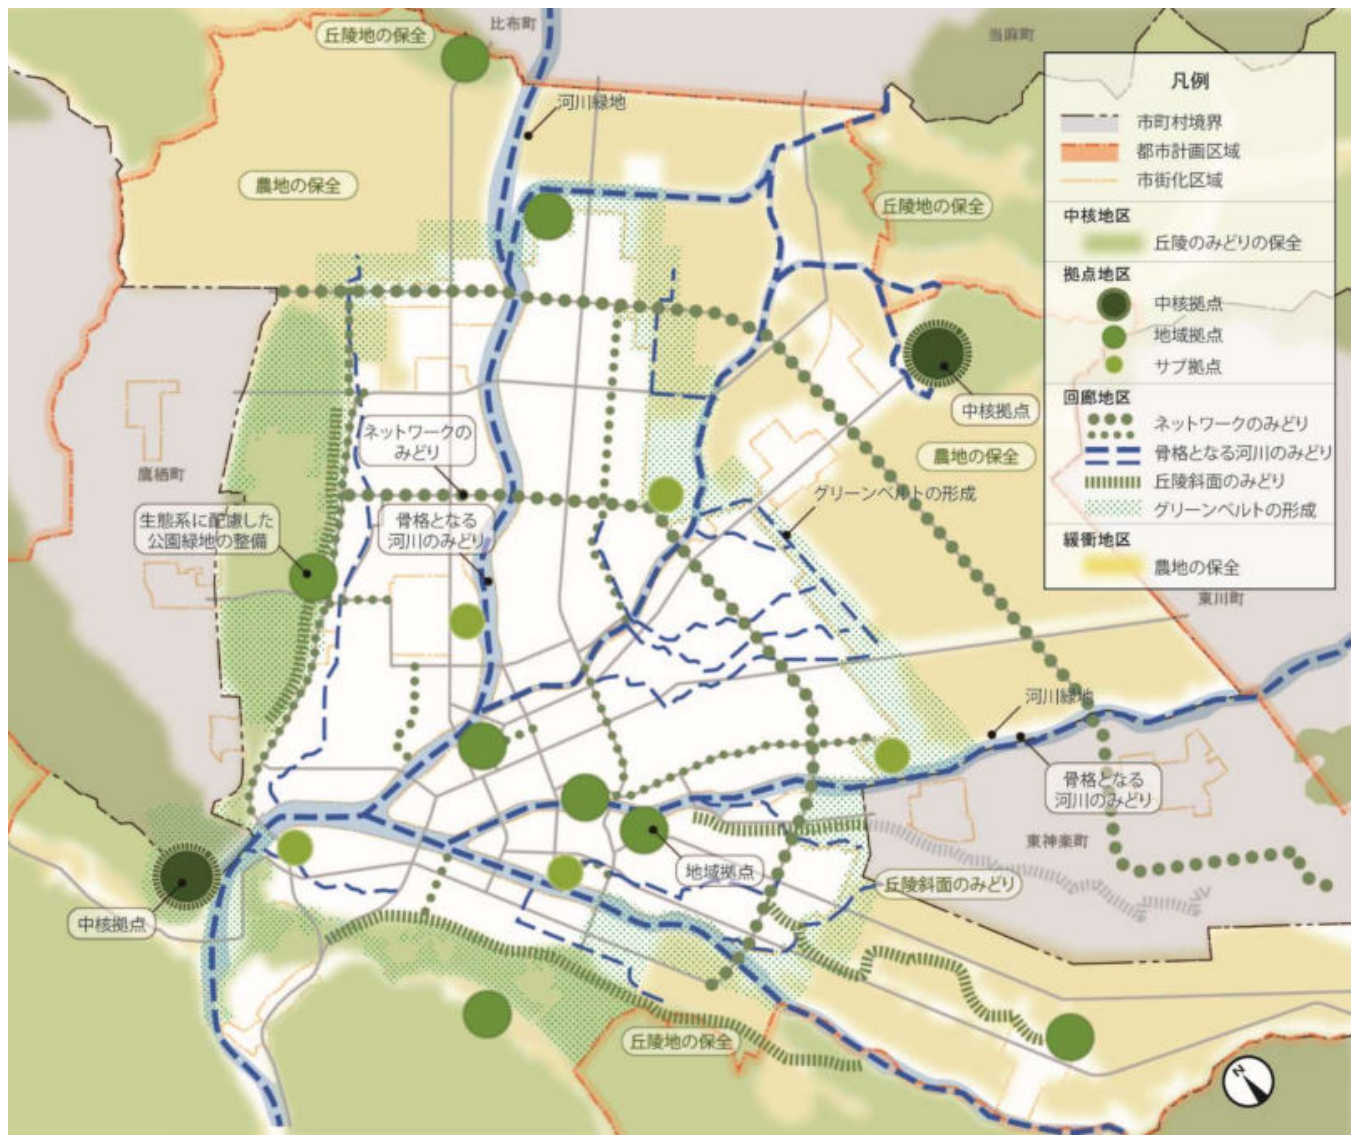 丘陵地の保全
比布町
当麻町
河川緑地
農地の保全
丘陵地の保全
凡例
市町村境界
都市計画区域
市街化区域
中核地区
丘陵のみどりの保全
拠点地区
中核拠点
地域拠点
サブ拠点
回廊地区
ネットワークのみどり
骨格となる河川のみどり
丘陵斜面のみどり
グリーンベルトの形成
緩衝地区
農地の保全
中核拠点
ネットワークの
みどり
農地の保全
鷹栖町
グリーンベルトの形成
生態系に配慮した
公園緑地の整備
骨格となる
河川のみどり
東川町
河川緑地
骨格となる
河川のみどり
東神楽町
地域拠点
丘陵斜面のみどり
中核拠点
丘陵地の保全
N